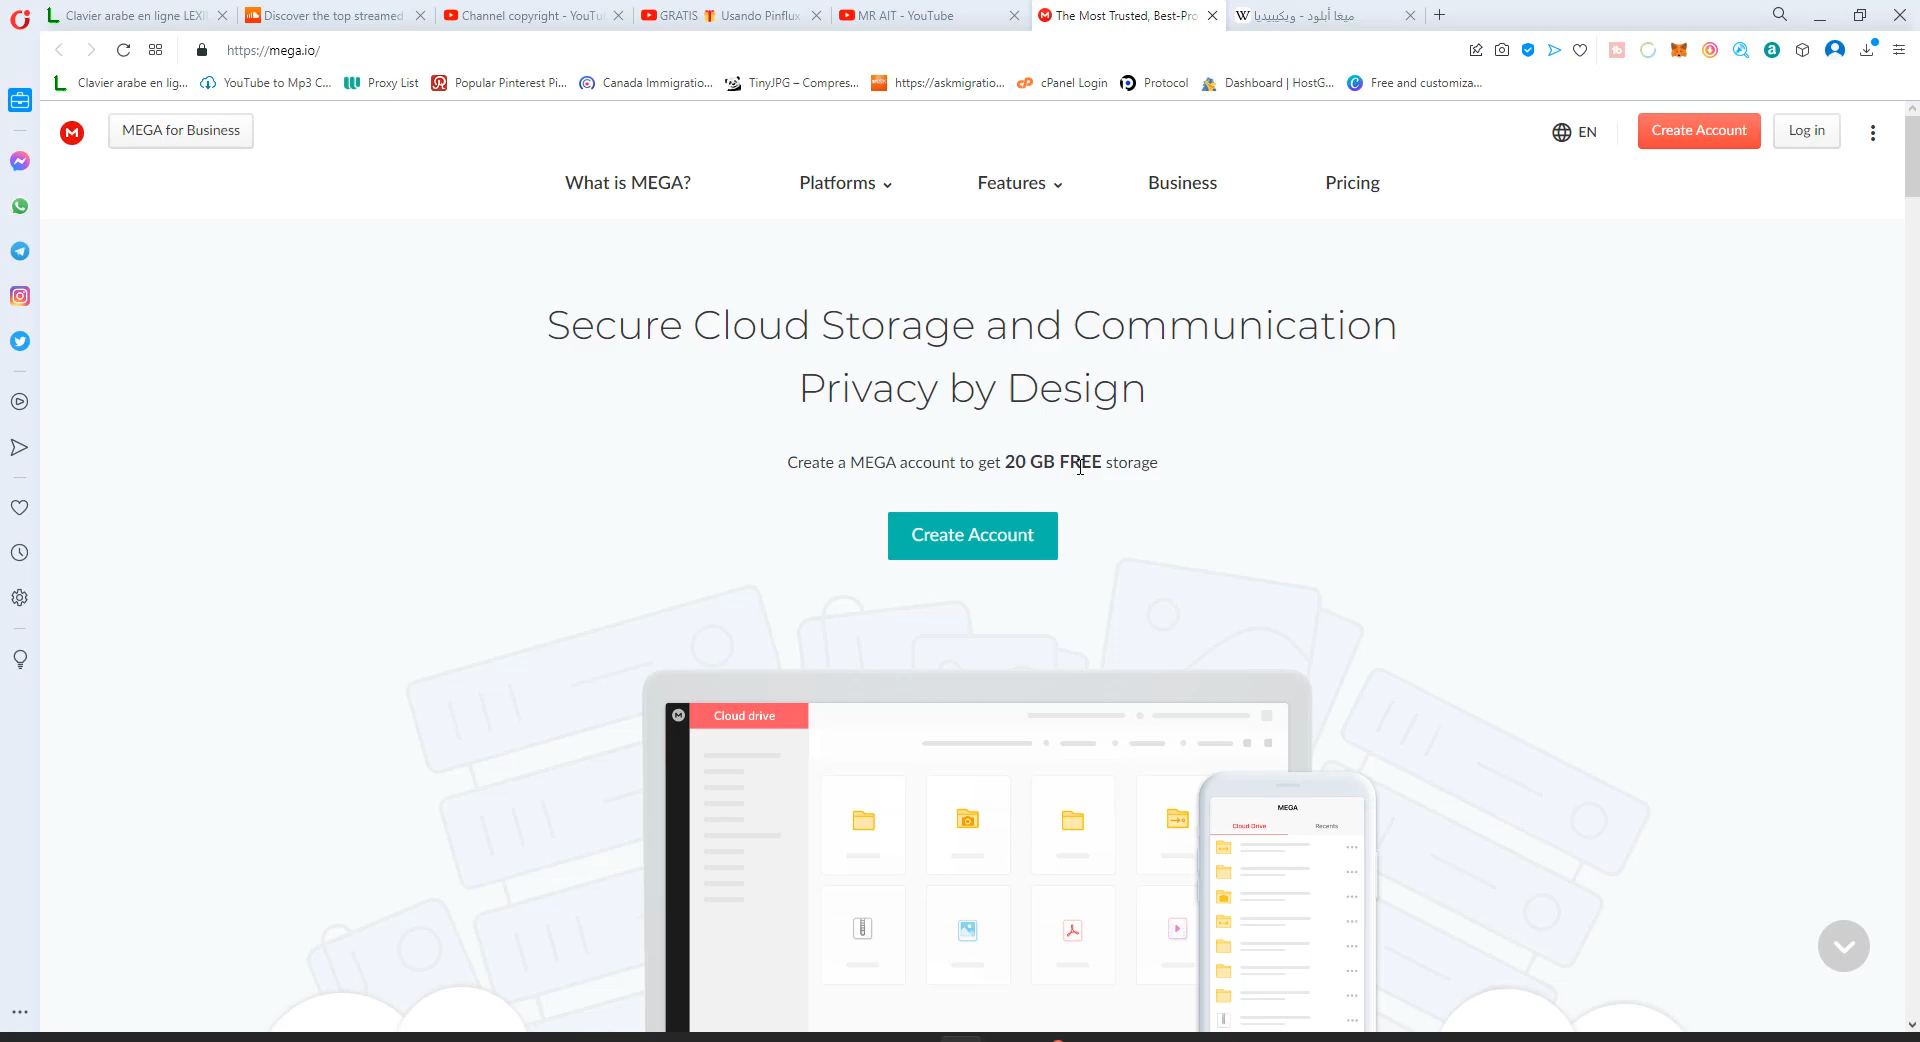 Clavier arabe en ligne LEXI
Discover the top streamed
Channel copyright - YouTu
GRATIS 🎁 Usando Pinflux
MR AIT - YouTube
The Most Trusted, Best-Pro
ميغا أبلود - ويكيبيديا
https://mega.io/
Clavier arabe en lig...
YouTube to Mp3 C...
Proxy List
Popular Pinterest Pi...
Canada Immigratio...
TinyJPG – Compres...
https://askmigratio...
cPanel Login
Protocol
Dashboard | HostG...
Free and customiza...
MEGA for Business
EN
Create Account
Log in
What is MEGA?
Platforms
Features
Business
Pricing
Secure Cloud Storage and Communication
Privacy by Design
Create a MEGA account to get 20 GB FREE storage
Create Account
Cloud drive
MEGA
Cloud Drive
Recents